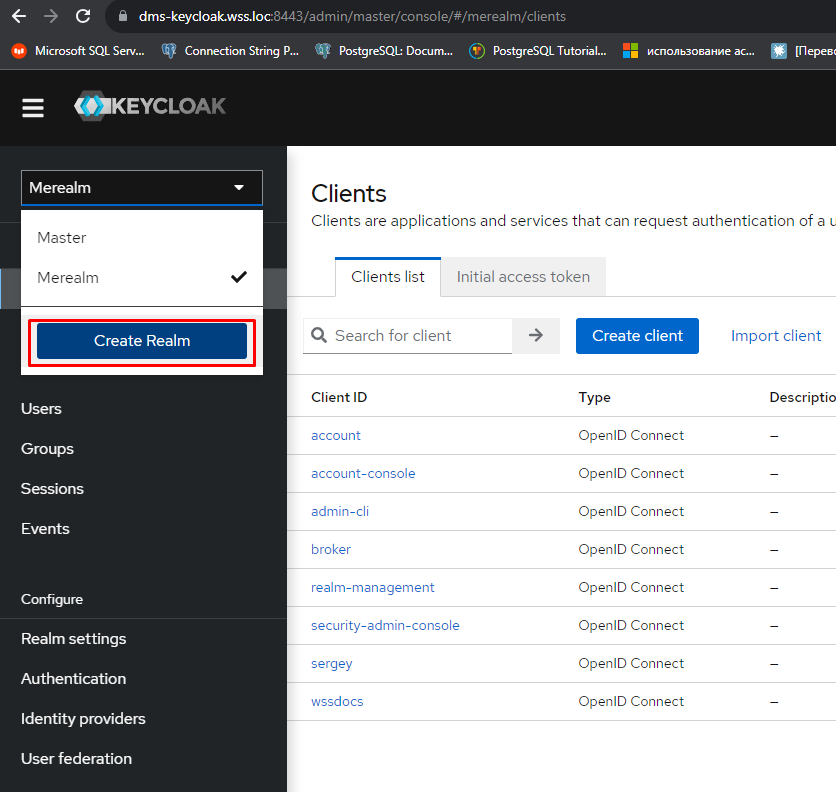 dms-keycloak.wss.loc:8443/admin/master/console/#/merealm/clients
Microsoft SQL Serv... Connection String P... PostgreSQL: Docum... PostgreSQL Tutorial... использование ас... [Перево
KEYCLOAK
Merealm
Master
Merealm
Create Realm
Users
Groups
Sessions
Events
Configure
Realm settings
Authentication
Identity providers
User federation
Clients
Clients are applications and services that can request authentication of a u
Clients list Initial access token
Search for client Create client Import client
Client ID Type Descriptio
account OpenID Connect –
account-console OpenID Connect –
admin-cli OpenID Connect –
broker OpenID Connect –
realm-management OpenID Connect –
security-admin-console OpenID Connect –
sergey OpenID Connect –
wssdocs OpenID Connect –